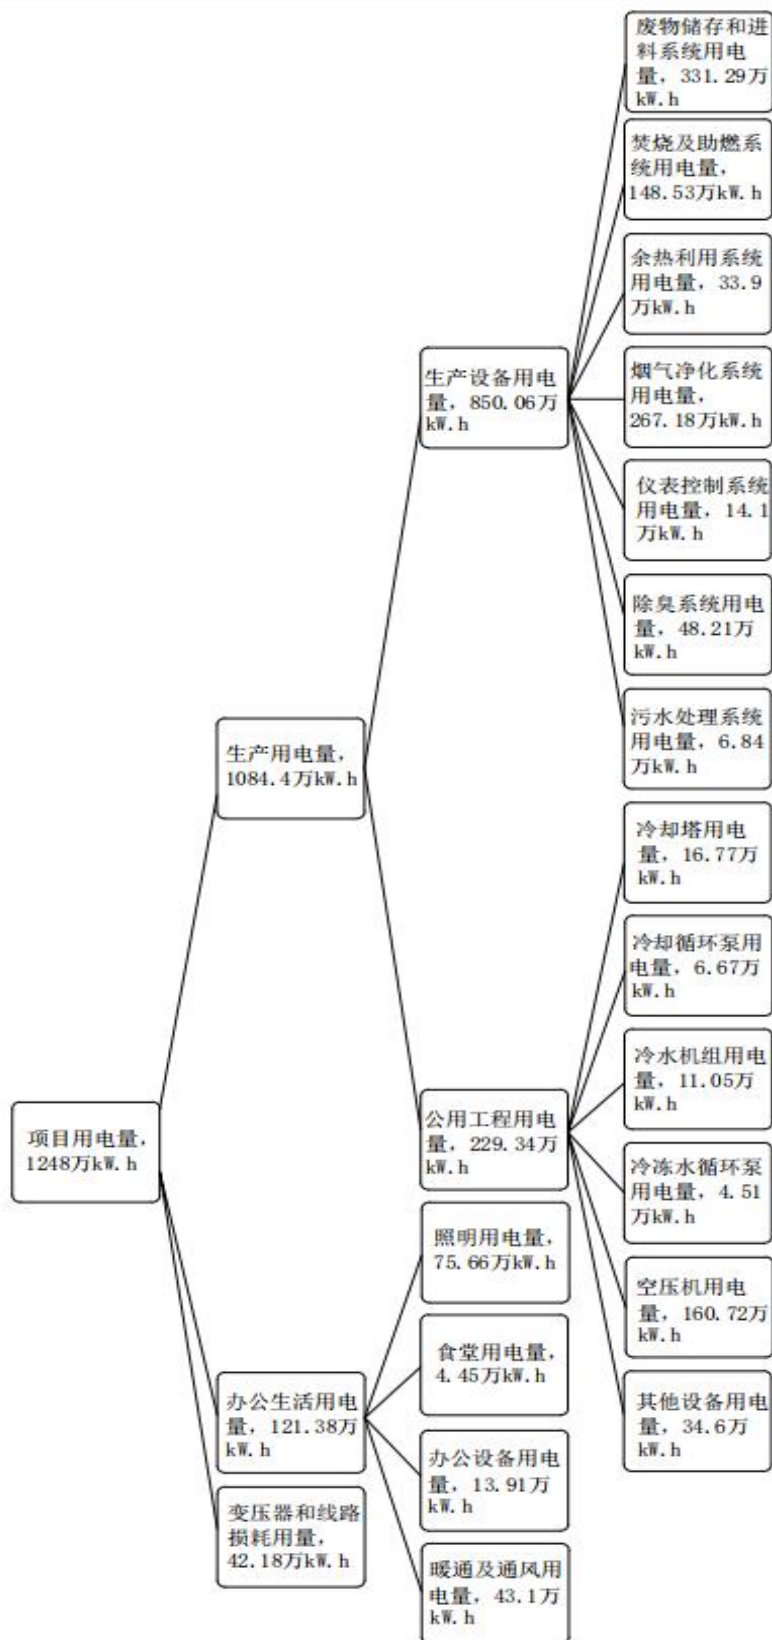 废物储存和进
料系统用电
量，331.29万
kW.h
焚烧及助燃系
统用电量，
148.53万kW.h
余热利用系统
用电量，33.9
万kW.h
生产设备用电
量，850.06万
kW.h
烟气净化系统
用电量，
267.18万kW.h
仪表控制系统
用电量，14.1
万kW.h
除臭系统用电
量，48.21万
kW.h
污水处理系统
用电量，6.84
万kW.h
生产用电量，
1084.4万kW.h
冷却塔用电
量，16.77万
kW.h
冷却循环泵用
电量，6.67万
kW.h
冷水机组用电
量，11.05万
kW.h
项目用电量，
1248万kW.h
公用工程用电
量，229.34万
kW.h
冷冻水循环泵
用电量，4.51
万kW.h
照明用电量，
75.66万kW.h
空压机用电
量，160.72万
kW.h
食堂用电量，
4.45万kW.h
办公生活用电
量，121.38万
kW.h
其他设备用电
量，34.6万
kW.h
办公设备用电
量，13.91万
kW.h
变压器和线路
损耗用量，
42.18万kW.h
暖通及通风用
电量，43.1万
kW.h